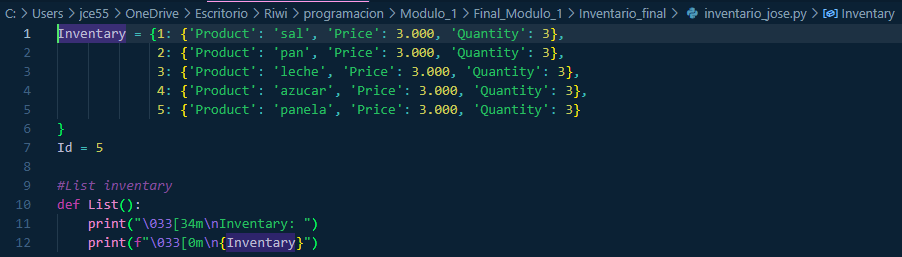 C: > Users > jce55 > OneDrive > Escritorio > Riwi > programacion > Modulo_1 > Final_Modulo_1 > Inventario_final > inventario_jose.py > Inventary
1 Inventary = {1: {'Product': 'sal', 'Price': 3.000, 'Quantity': 3},
2 2: {'Product': 'pan', 'Price': 3.000, 'Quantity': 3},
3 3: {'Product': 'leche', 'Price': 3.000, 'Quantity': 3},
4 4: {'Product': 'azucar', 'Price': 3.000, 'Quantity': 3},
5 5: {'Product': 'panela', 'Price': 3.000, 'Quantity': 3}
6 }
7 Id = 5
8
9 #List inventary
10 def List():
11 print("\033[34m\nInventary: ")
12 print(f"\033[0m\n{Inventary}")